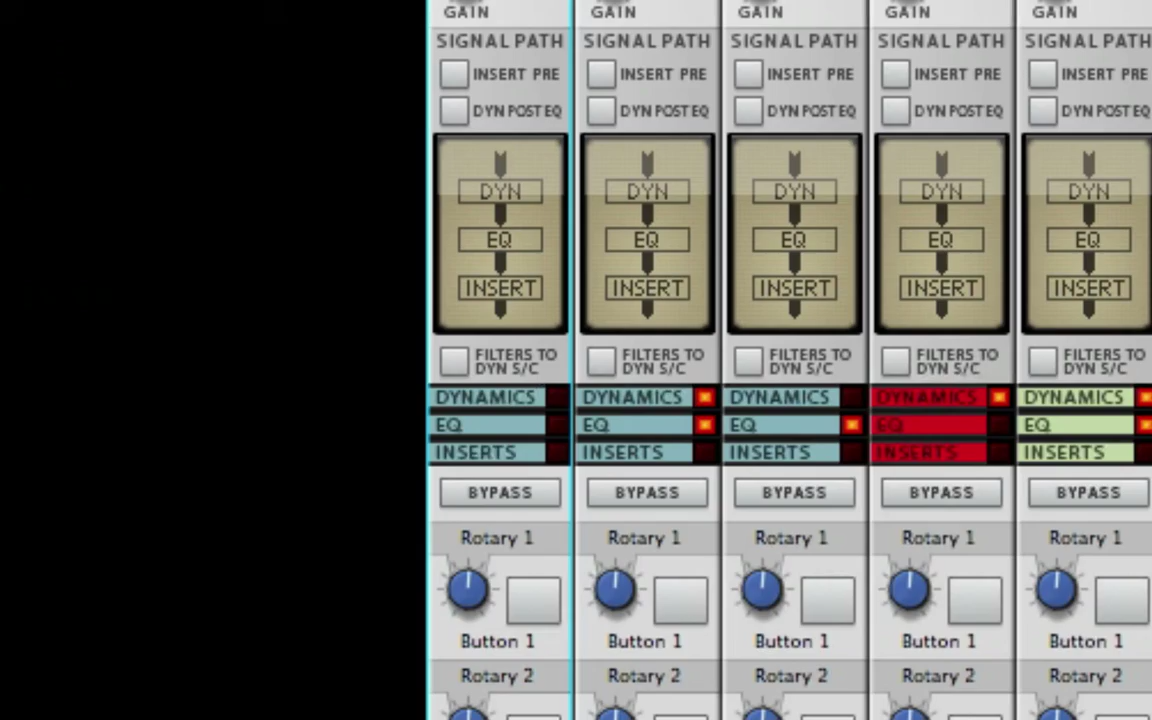 GAIN GAIN GAIN GAIN GAIN
SIGNAL PATH SIGNAL PATH SIGNAL PATH SIGNAL PATH SIGNAL PATH
INSERT PRE INSERT PRE INSERT PRE INSERT PRE INSERT PRE
DYN POST EQ DYN POST EQ DYN POST EQ DYN POST EQ DYN POST EQ
DYN DYN DYN DYN DYN
EQ EQ EQ EQ EQ
INSERT INSERT INSERT INSERT INSERT
FILTERS TO FILTERS TO FILTERS TO FILTERS TO FILTERS TO
DYN S/C DYN S/C DYN S/C DYN S/C DYN S/C
DYNAMICS DYNAMICS DYNAMICS DYNAMICS DYNAMICS
EQ EQ EQ EQ EQ
INSERTS INSERTS INSERTS INSERTS INSERTS
BYPASS BYPASS BYPASS BYPASS BYPASS
Rotary 1 Rotary 1 Rotary 1 Rotary 1 Rotary 1
Button 1 Button 1 Button 1 Button 1 Button 1
Rotary 2 Rotary 2 Rotary 2 Rotary 2 Rotary 2